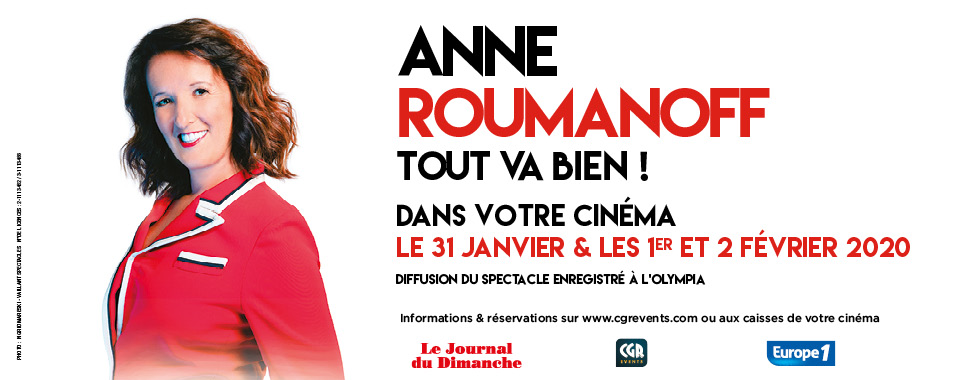 ANNE
ROUMANOFF
TOUT VA BIEN !
DANS VOTRE CINÉMA
LE 31 JANVIER & LES 1ER ET 2 FÉVRIER 2020
DIFFUSION DU SPECTACLE ENREGISTRÉ À L'OLYMPIA
Informations & réservations sur www.cgrevents.com ou aux caisses de votre cinéma
Le Journal
du Dimanche
CGR
EVENTS
Europe 1